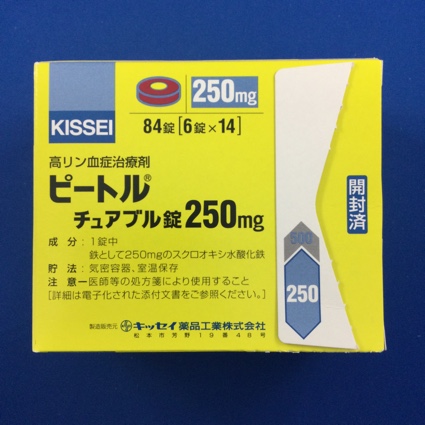 KISSEI
250mg
84錠[6錠×14]
高リン血症治療剤
ピートル®
チュアブル錠250mg
成分:1錠中
鉄として250mgのスクロオキシ水酸化鉄
貯法:気密容器、室温保存
注意-医師等の処方箋により使用すること
[詳細は電子化された添付文書をご参照ください。]
製造販売元 キッセイ薬品工業株式会社
松本市芳野19番48号
開封済
500
250